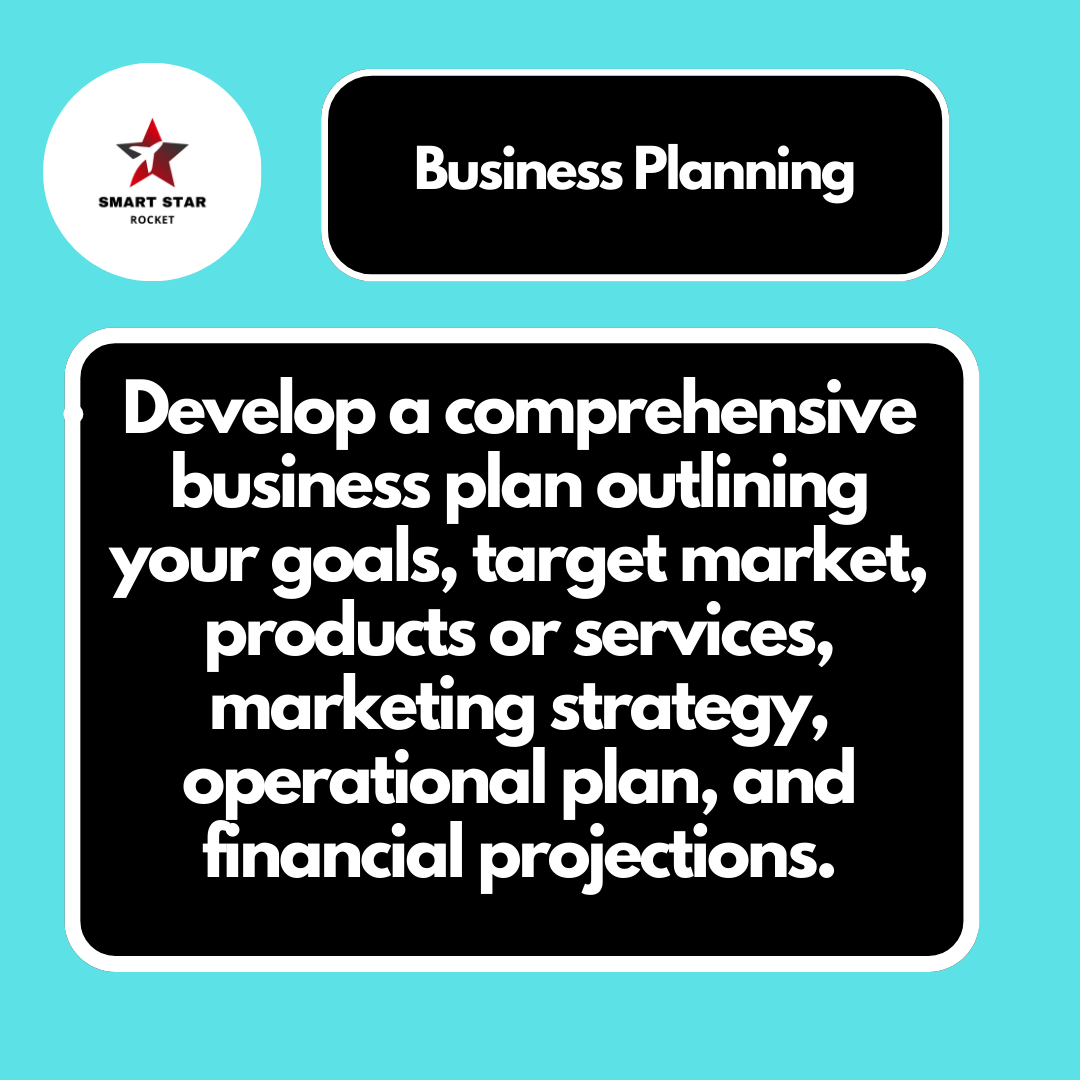 SMART STAR
ROCKET
Business Planning
Develop a comprehensive
business plan outlining
your goals, target market,
products or services,
marketing strategy,
operational plan, and
financial projections.